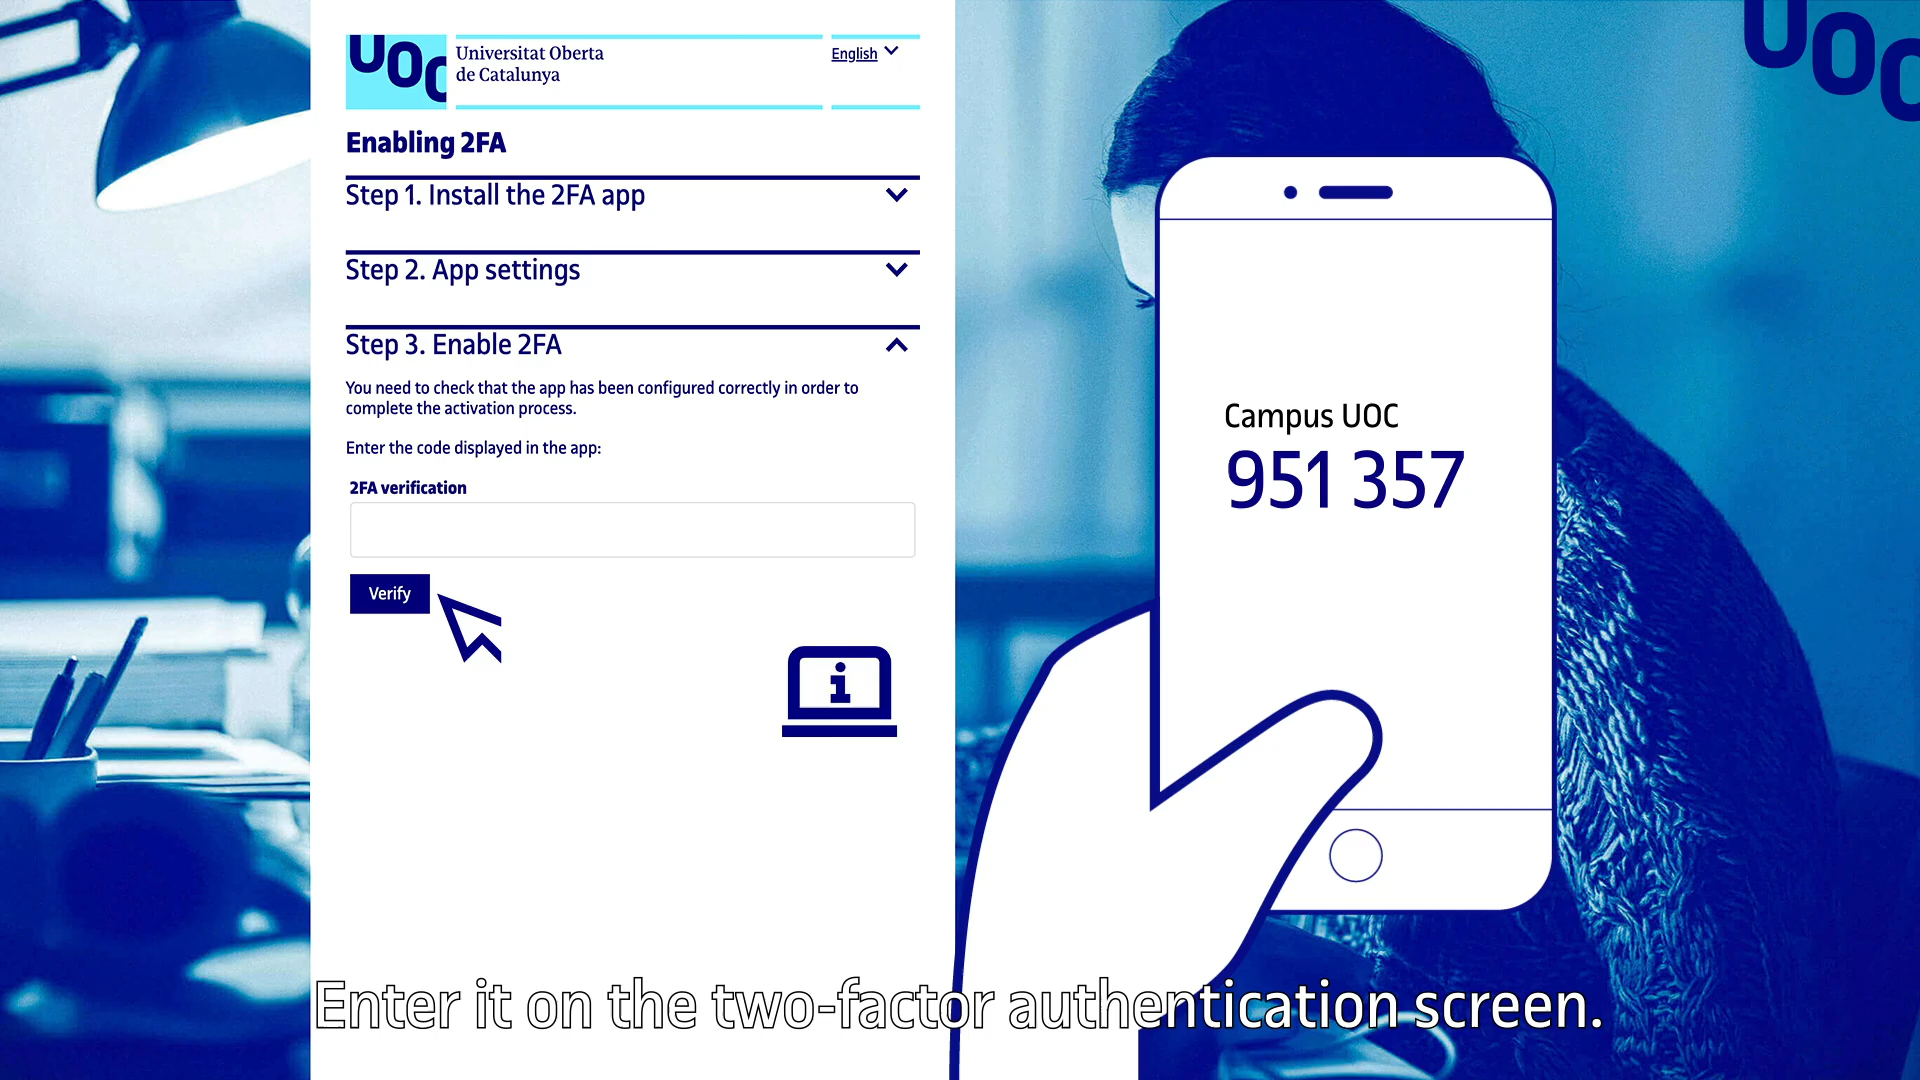 UOC
Universitat Oberta
de Catalunya
English
Enabling 2FA
Step 1. Install the 2FA app
Step 2. App settings
Step 3. Enable 2FA
You need to check that the app has been configured correctly in order to
complete the activation process.
Enter the code displayed in the app:
2FA verification
Verify
i
UOC
Campus UOC
951 357
Enter it on the two-factor authentication screen.